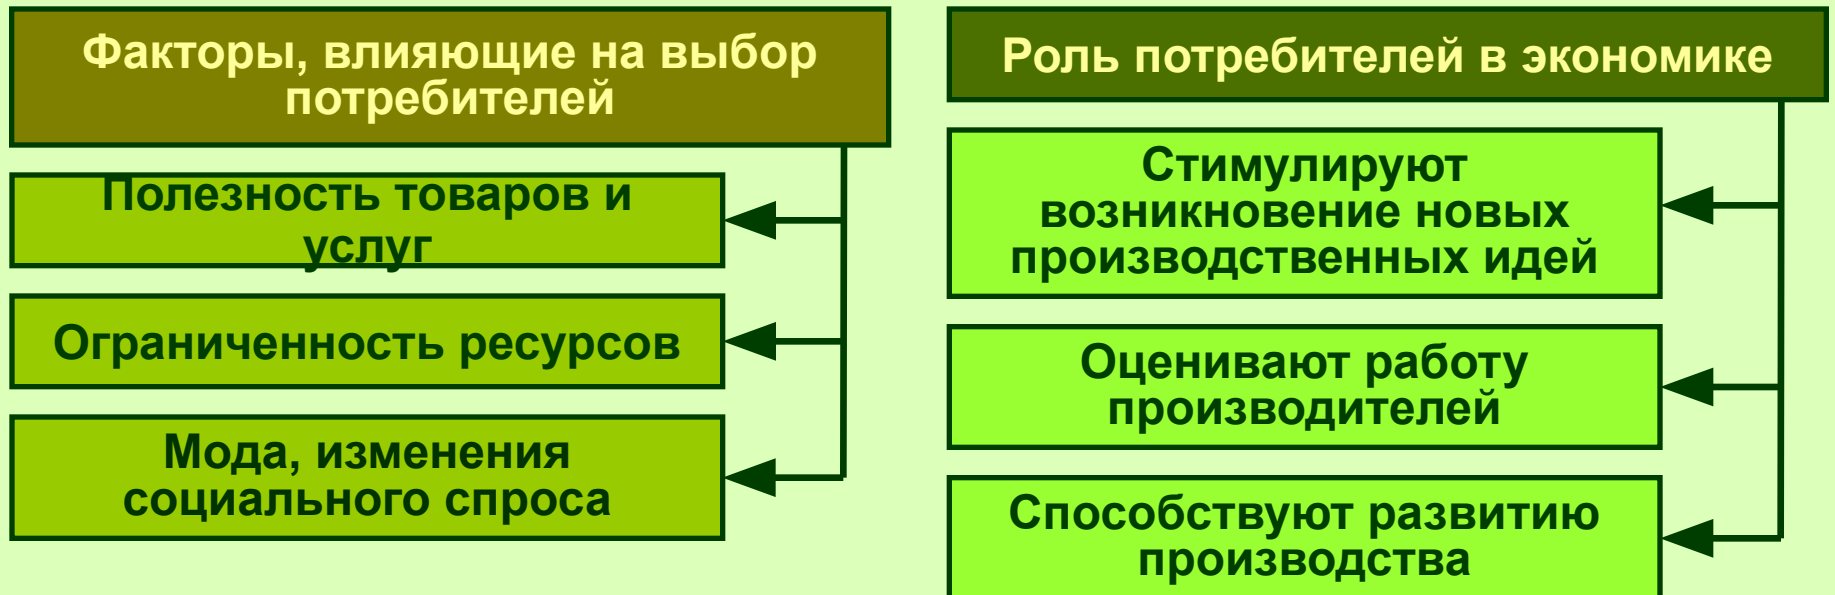 Факторы, влияющие на выбор
потребителей
Полезность товаров и
услуг
Ограниченность ресурсов
Мода, изменения
социального спроса
Роль потребителей в экономике
Стимулируют
возникновение новых
производственных идей
Оценивают работу
производителей
Способствуют развитию
производства